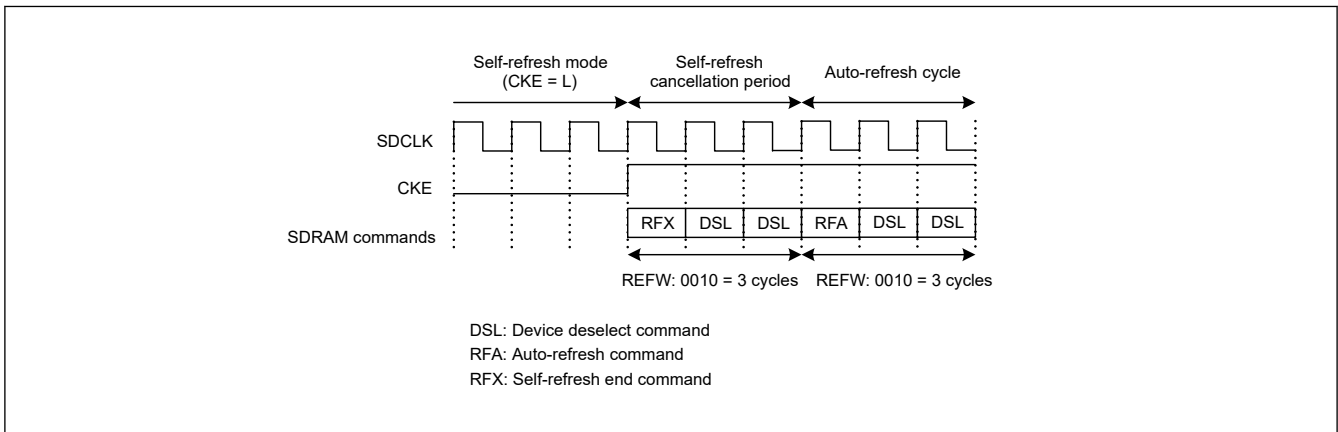 Self-refresh mode
(CKE = L)
Self-refresh
cancellation period
Auto-refresh cycle
SDCLK
CKE
SDRAM commands
RFX DSL DSL RFA DSL DSL
REFW: 0010 = 3 cycles REFW: 0010 = 3 cycles
DSL: Device deselect command
RFA: Auto-refresh command
RFX: Self-refresh end command